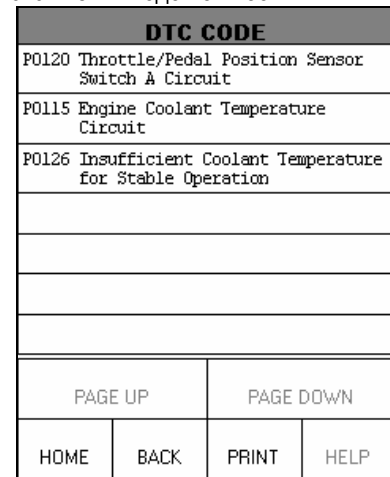 DTC CODE
P0120 Throttle/Pedal Position Sensor
Switch A Circuit
P0115 Engine Coolant Temperature
Circuit
P0126 Insufficient Coolant Temperature
for Stable Operation
PAGE UP
PAGE DOWN
HOME
BACK
PRINT
HELP